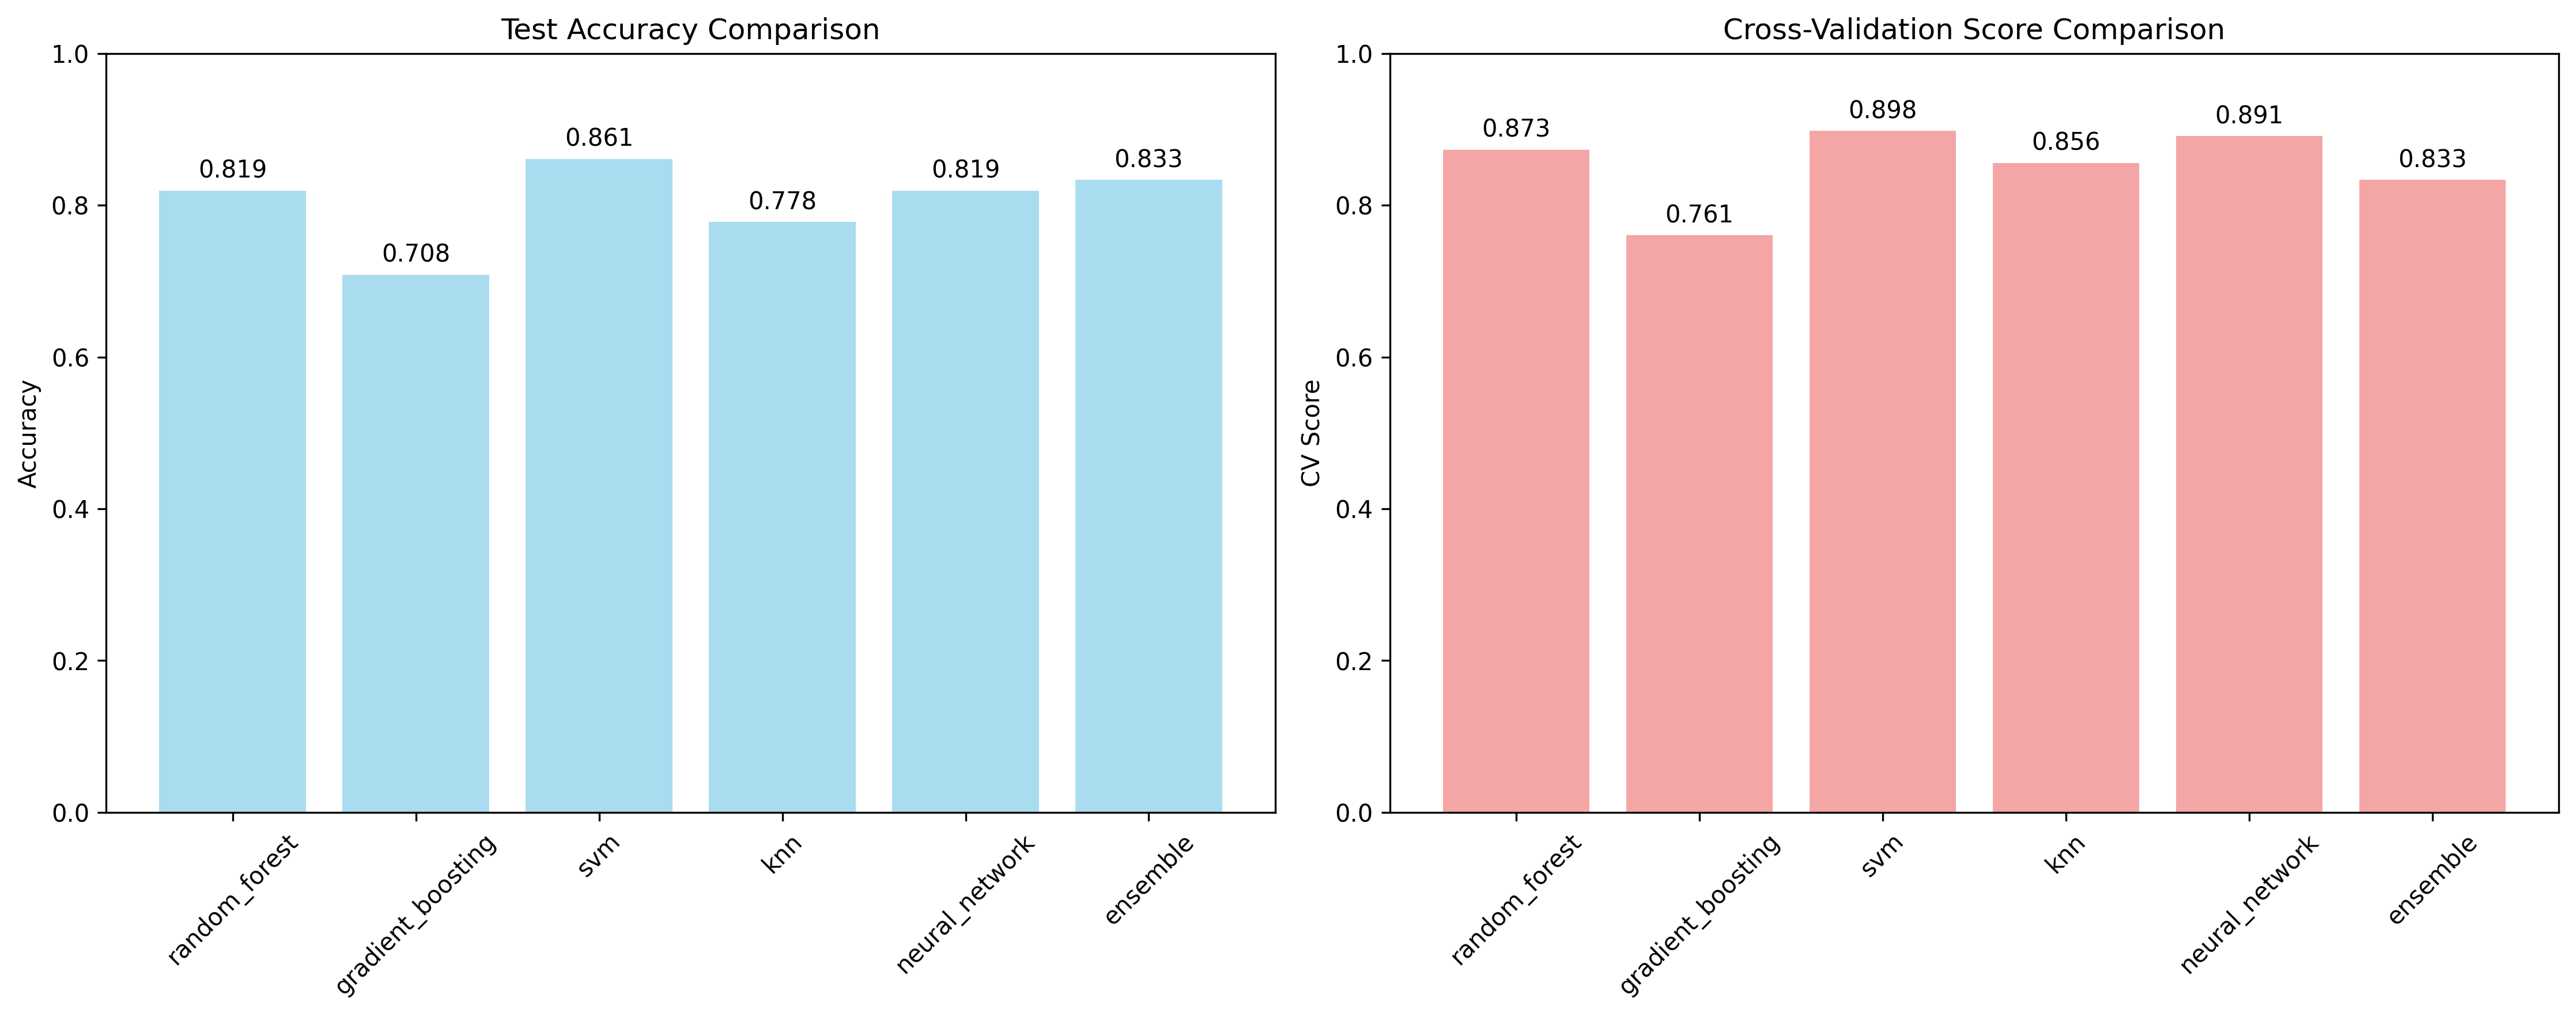 Test Accuracy Comparison
Accuracy
1.0
0.8
0.6
0.4
0.2
0.0
0.819
0.708
0.861
0.778
0.819
0.833
random_forest
gradient_boosting
svm
knn
neural_network
ensemble
Cross-Validation Score Comparison
CV Score
1.0
0.8
0.6
0.4
0.2
0.0
0.873
0.761
0.898
0.856
0.891
0.833
random_forest
gradient_boosting
svm
knn
neural_network
ensemble